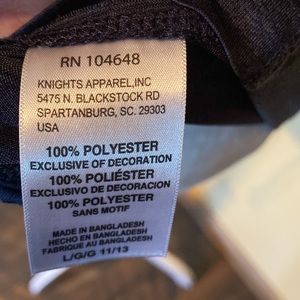 RN 104648
KNIGHTS APPAREL,INC
5475 N. BLACKSTOCK RD
SPARTANBURG, SC. 29303
USA
100% POLYESTER
EXCLUSIVE OF DECORATION
100% POLIÉSTER
EXCLUSIVO DE DECORACIÓN
100% POLYESTER
SANS MOTIF
MADE IN BANGLADESH
HECHO EN BANGLADESH
FABRIQUE AU BANGLADESH
L/G/G 11/13